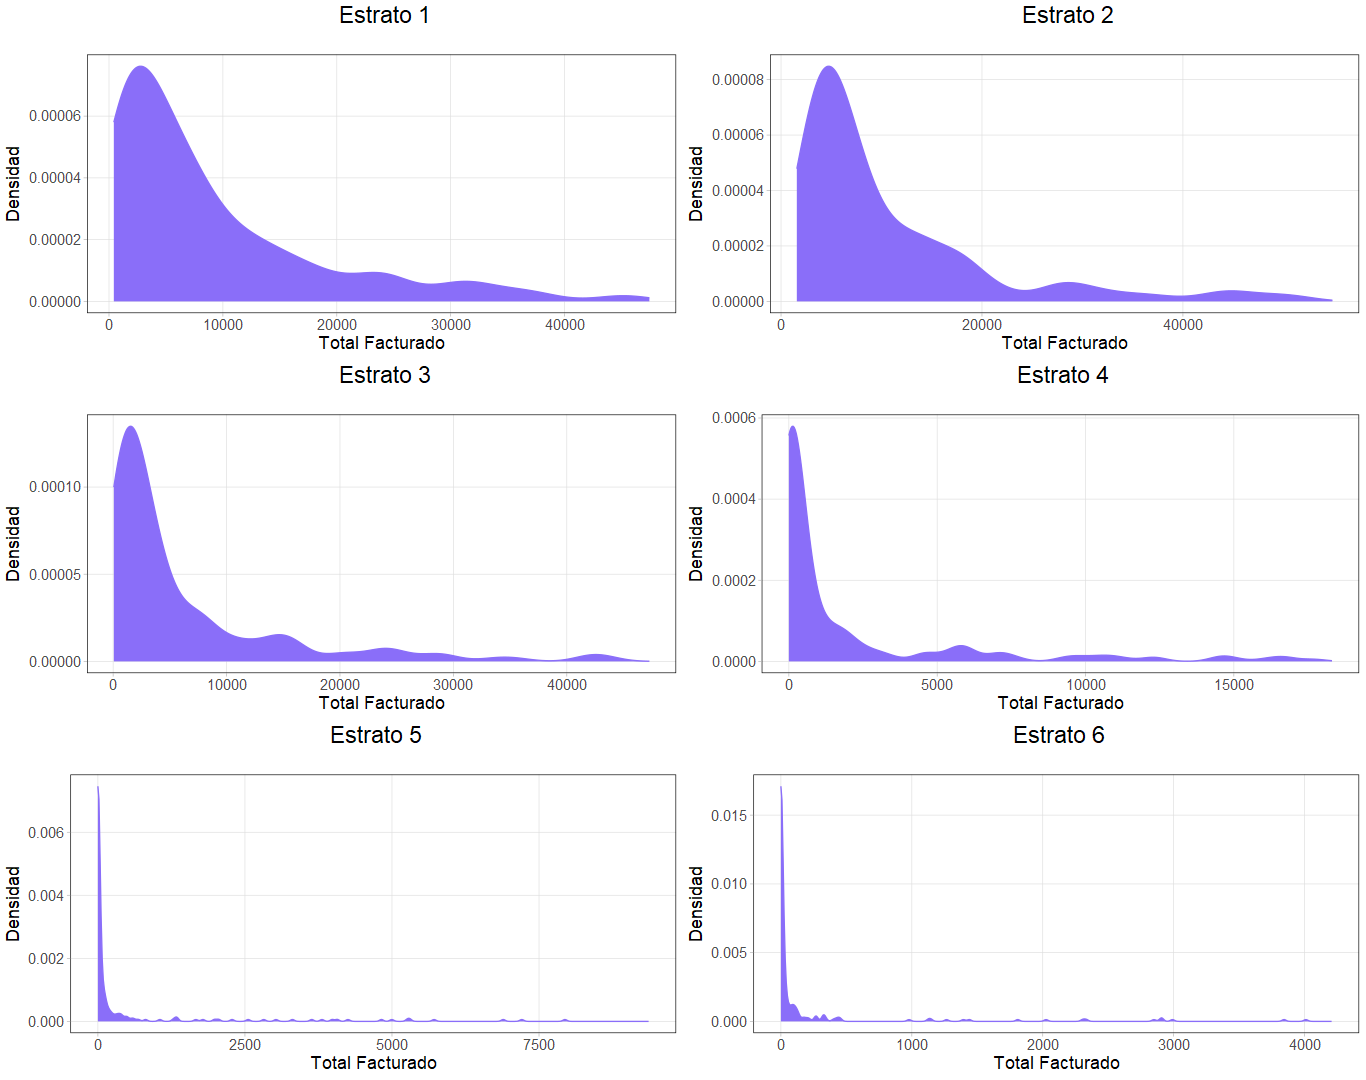 Estrato 1
Densidad
0.00006
0.00004
0.00002
0.00000
0 10000 20000 30000 40000
Total Facturado
Estrato 2
Densidad
0.00008
0.00006
0.00004
0.00002
0.00000
0 20000 40000
Total Facturado
Estrato 3
Densidad
0.00010
0.00005
0.00000
0 10000 20000 30000 40000
Total Facturado
Estrato 4
Densidad
0.0006
0.0004
0.0002
0.0000
0 5000 10000 15000
Total Facturado
Estrato 5
Densidad
0.006
0.004
0.002
0.000
0 2500 5000 7500
Total Facturado
Estrato 6
Densidad
0.015
0.010
0.005
0.000
0 1000 2000 3000 4000
Total Facturado